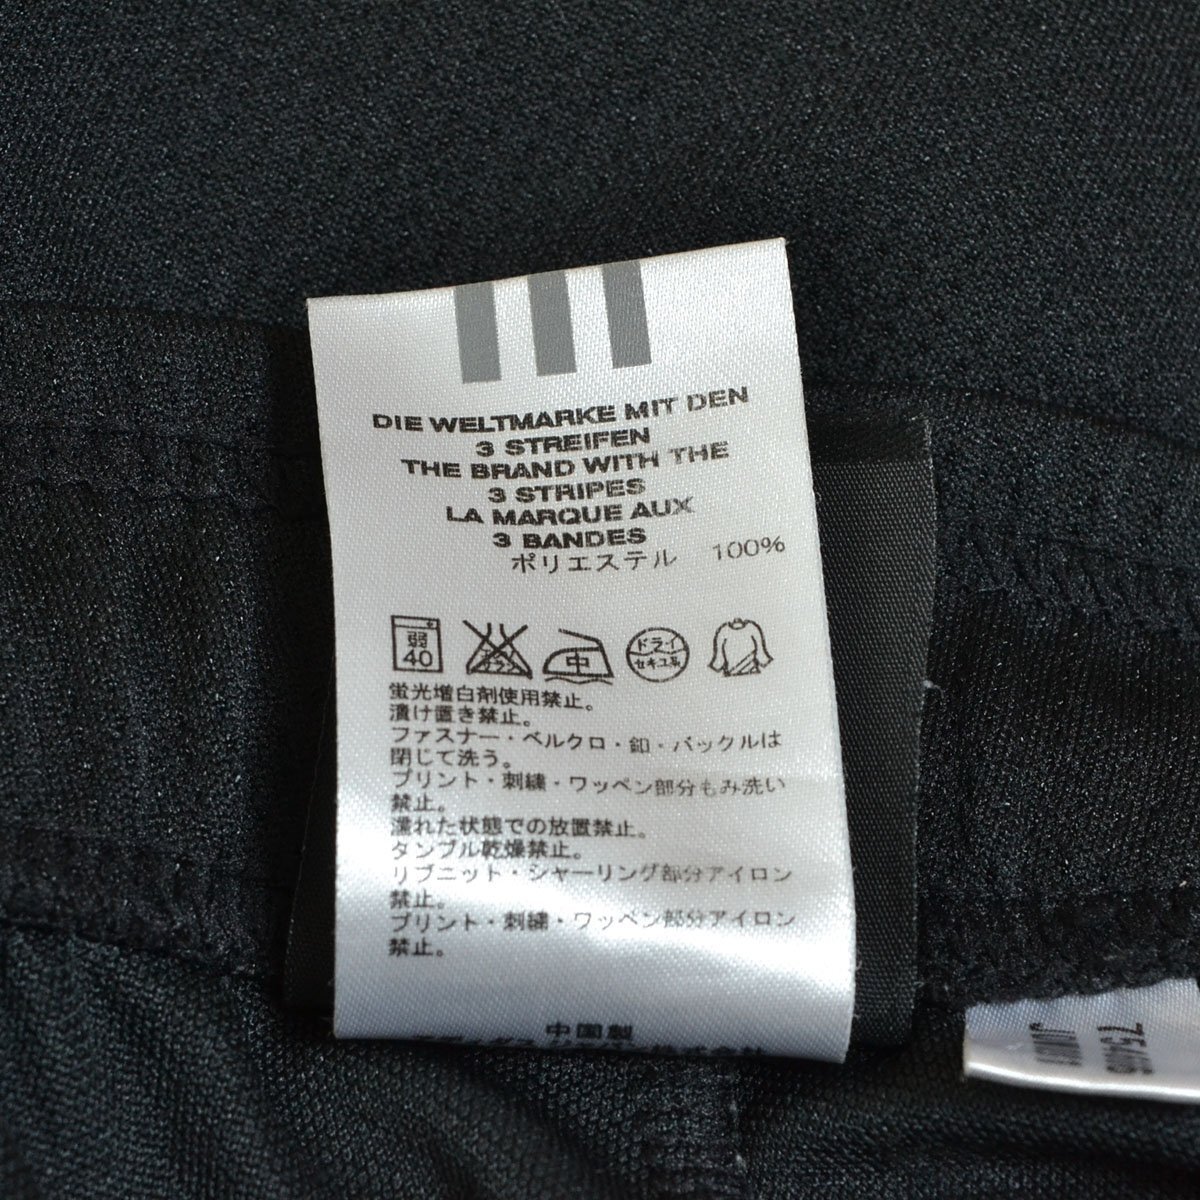 DIE WELTMARKE MIT DEN
3 STREIFEN
THE BRAND WITH THE
3 STRIPES
LA MARQUE AUX
3 BANDES
ポリエステル 100%
弱
40
中
ドライ
セキユ系
蛍光増白剤使用禁止。
漬け置き禁止。
ファスナー・ベルクロ・釦・バックルは
閉じて洗う。
プリント・刺繍・ワッペン部分もみ洗い
禁止。
濡れた状態での放置禁止。
タンブル乾燥禁止。
リブニット・シャーリング部分アイロン
禁止。
プリント・刺繍・ワッペン部分アイロン
禁止。
中国製